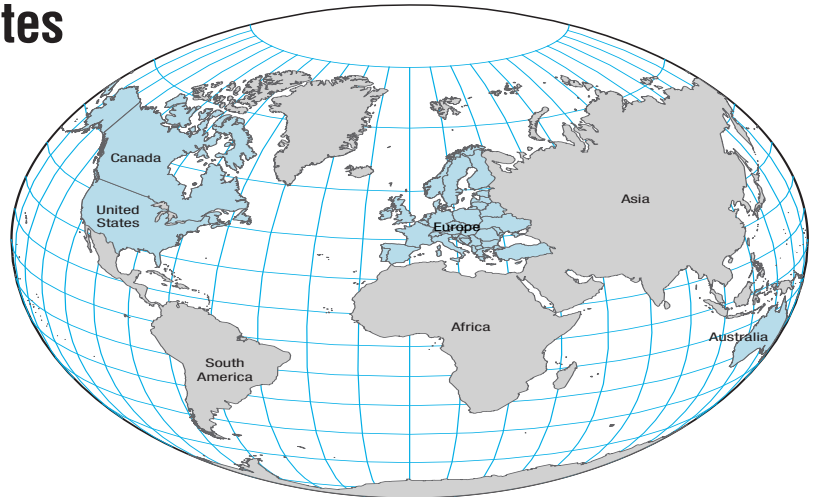 tes
Canada
United
States
Europe
Asia
Africa
South
America
Australia